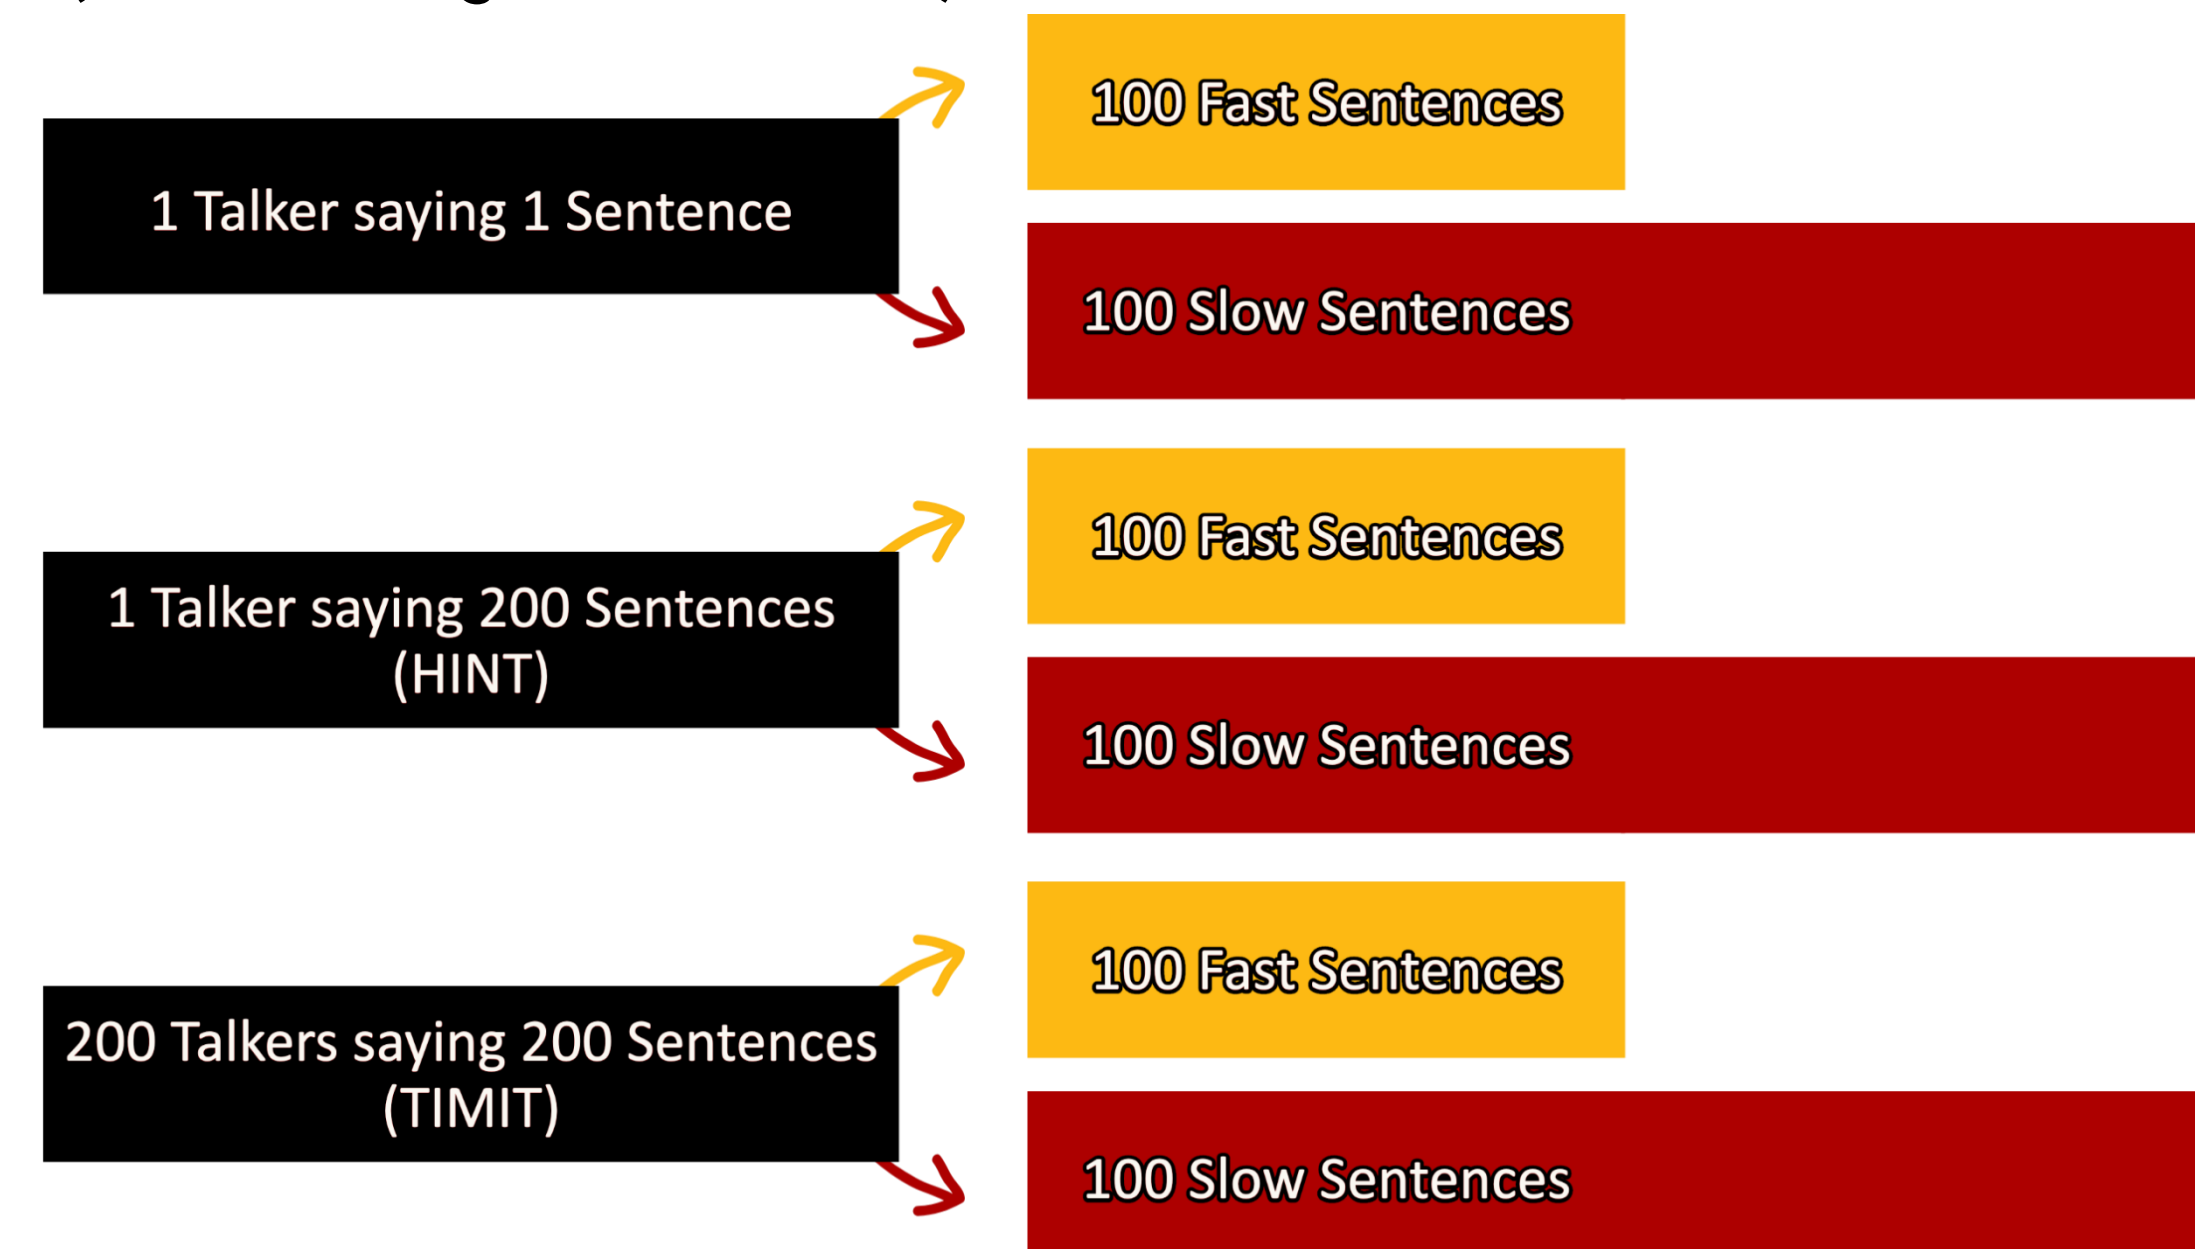 100 Fast Sentences
1 Talker saying 1 Sentence
100 Slow Sentences
100 Fast Sentences
1 Talker saying 200 Sentences
(HINT)
100 Slow Sentences
100 Fast Sentences
200 Talkers saying 200 Sentences
(TIMIT)
100 Slow Sentences